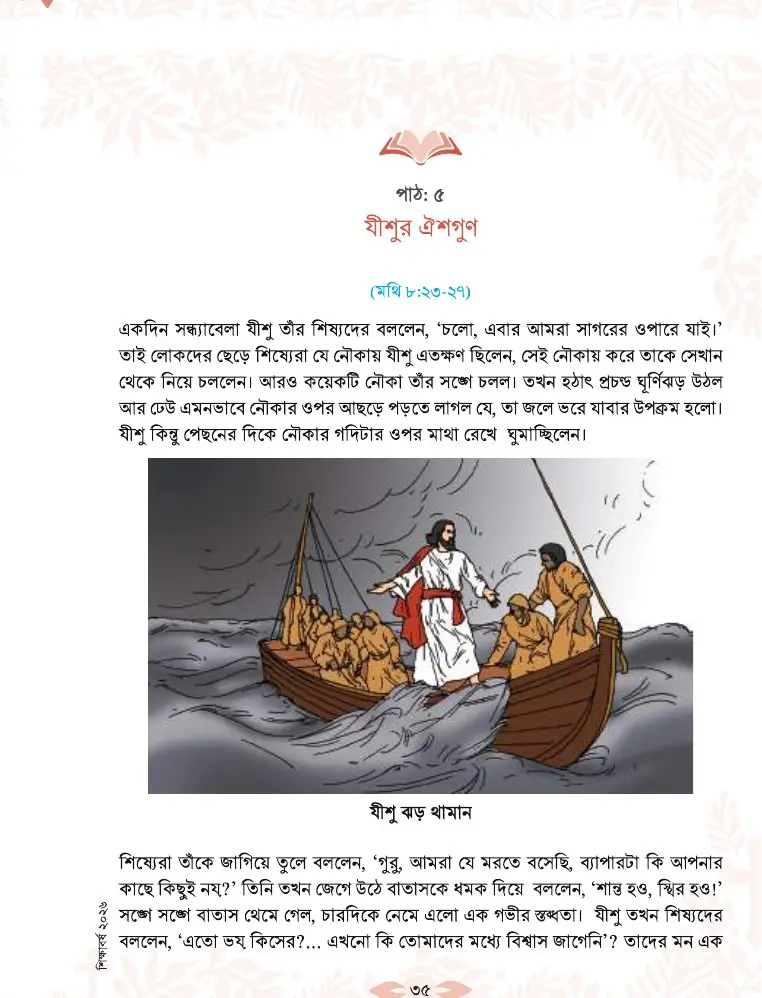 পাঠ: ৫
যীশুর ঐশগুণ
(মথি ৮:২৩-২৭)
একদিন সন্ধ্যাবেলা যীশু তাঁর শিষ্যদের বললেন, ‘চলো, এবার আমরা সাগরের ওপারে যাই।’
তাই লোকদের ছেড়ে শিষ্যেরা যে নৌকায় যীশু এতক্ষণ ছিলেন, সেই নৌকায় করে তাকে সেখান
থেকে নিয়ে চললেন। আরও কয়েকটি নৌকা তাঁর সঙ্গে চলল। তখন হঠাৎ প্রচন্ড ঘূর্ণিঝড় উঠল
আর ঢেউ এমনভাবে নৌকার ওপর আছড়ে পড়তে লাগল যে, তা জলে ভরে যাবার উপক্রম হলো।
যীশু কিন্তু পেছনের দিকে নৌকার গদিটার ওপর মাথা রেখে ঘুমাচ্ছিলেন।
যীশু ঝড় থামান
শিষ্যেরা তাঁকে জাগিয়ে তুলে বললেন, ‘গুরু, আমরা যে মরতে বসেছি, ব্যাপারটা কি আপনার
কাছে কিছুই নয়?’ তিনি তখন জেগে উঠে বাতাসকে ধমক দিয়ে বললেন, ‘শান্ত হও, স্থির হও!’
সঙ্গে সঙ্গে বাতাস থেমে গেল, চারদিকে নেমে এলো এক গভীর স্তব্ধতা। যীশু তখন শিষ্যদের
বললেন, ‘এতো ভয় কিসের?... এখনো কি তোমাদের মধ্যে বিশ্বাস জাগেনি’? তাদের মন এক
শিক্ষাবর্ষ ২০২৬
৩৫